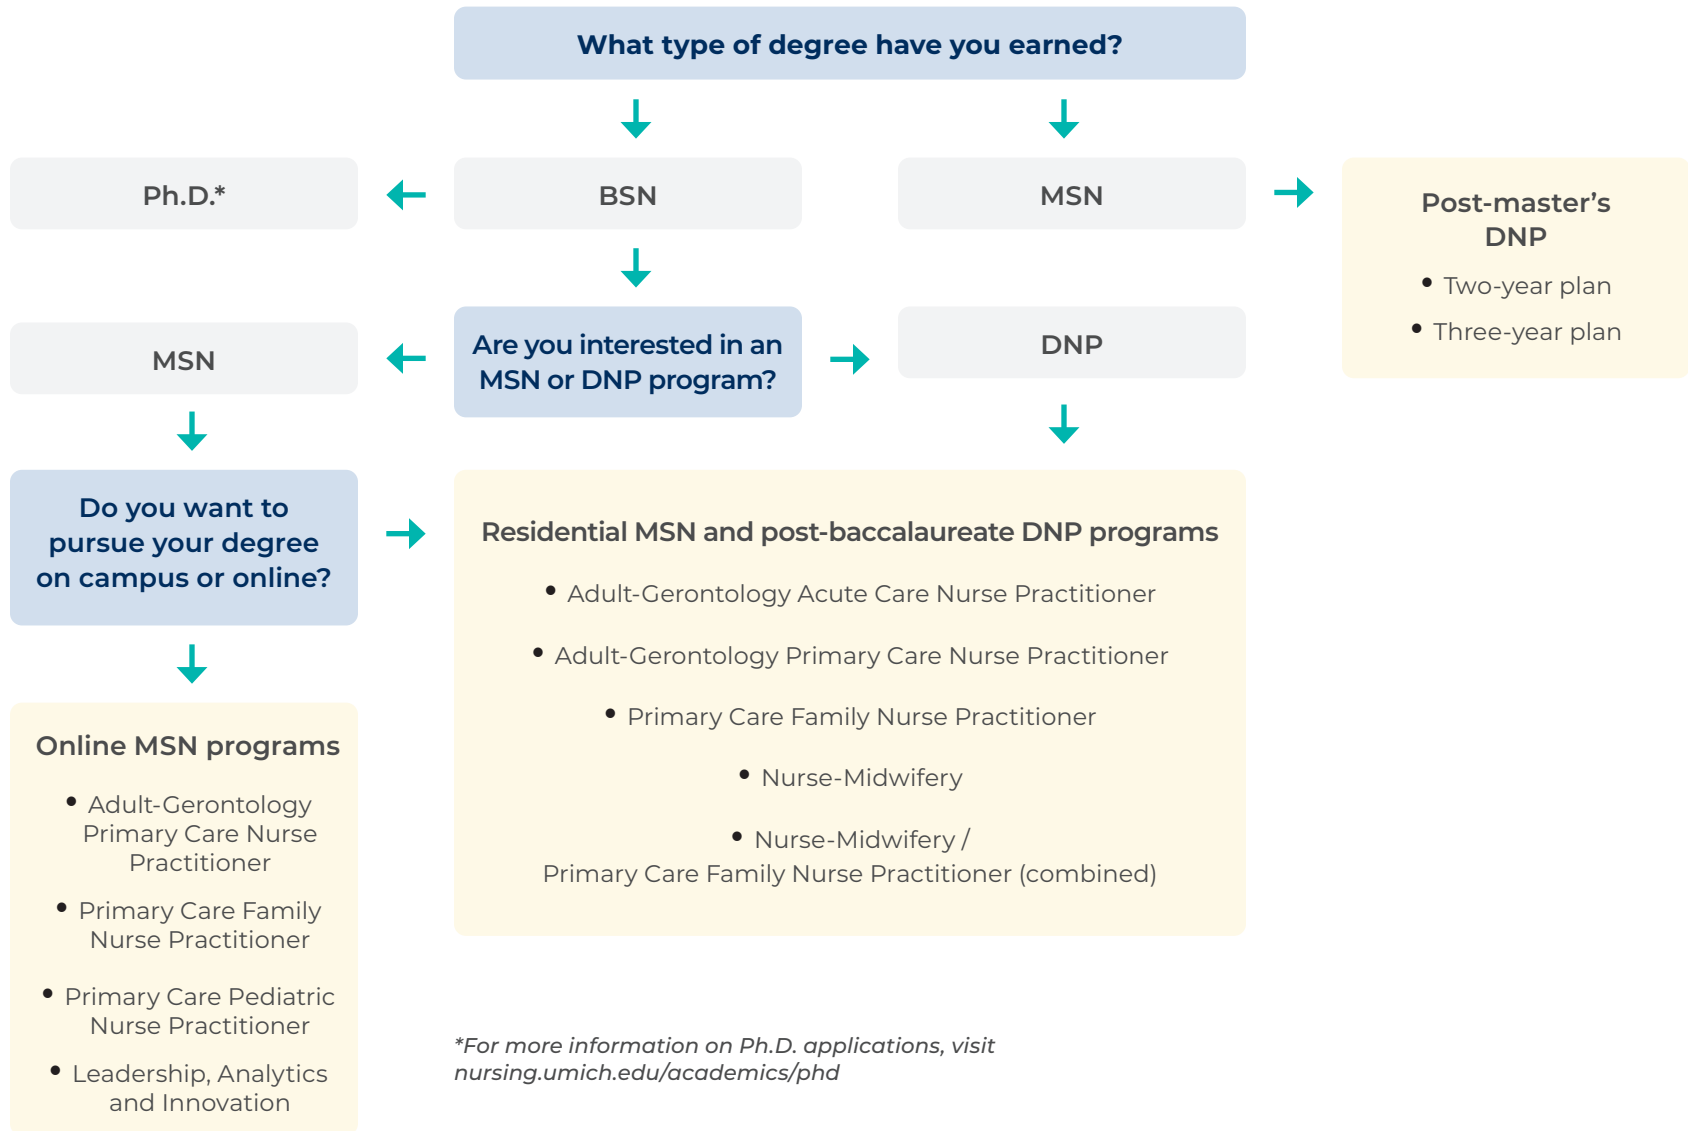 What type of degree have you earned?
Ph.D.*
BSN
MSN
Post-master’s
DNP
• Two-year plan
• Three-year plan
MSN
Are you interested in an
MSN or DNP program?
DNP
Do you want to
pursue your degree
on campus or online?
Residential MSN and post-baccalaureate DNP programs
• Adult-Gerontology Acute Care Nurse Practitioner
• Adult-Gerontology Primary Care Nurse Practitioner
• Primary Care Family Nurse Practitioner
• Nurse-Midwifery
• Nurse-Midwifery /
Primary Care Family Nurse Practitioner (combined)
Online MSN programs
• Adult-Gerontology
Primary Care Nurse
Practitioner
• Primary Care Family
Nurse Practitioner
• Primary Care Pediatric
Nurse Practitioner
• Leadership, Analytics
and Innovation
*For more information on Ph.D. applications, visit
nursing.umich.edu/academics/phd